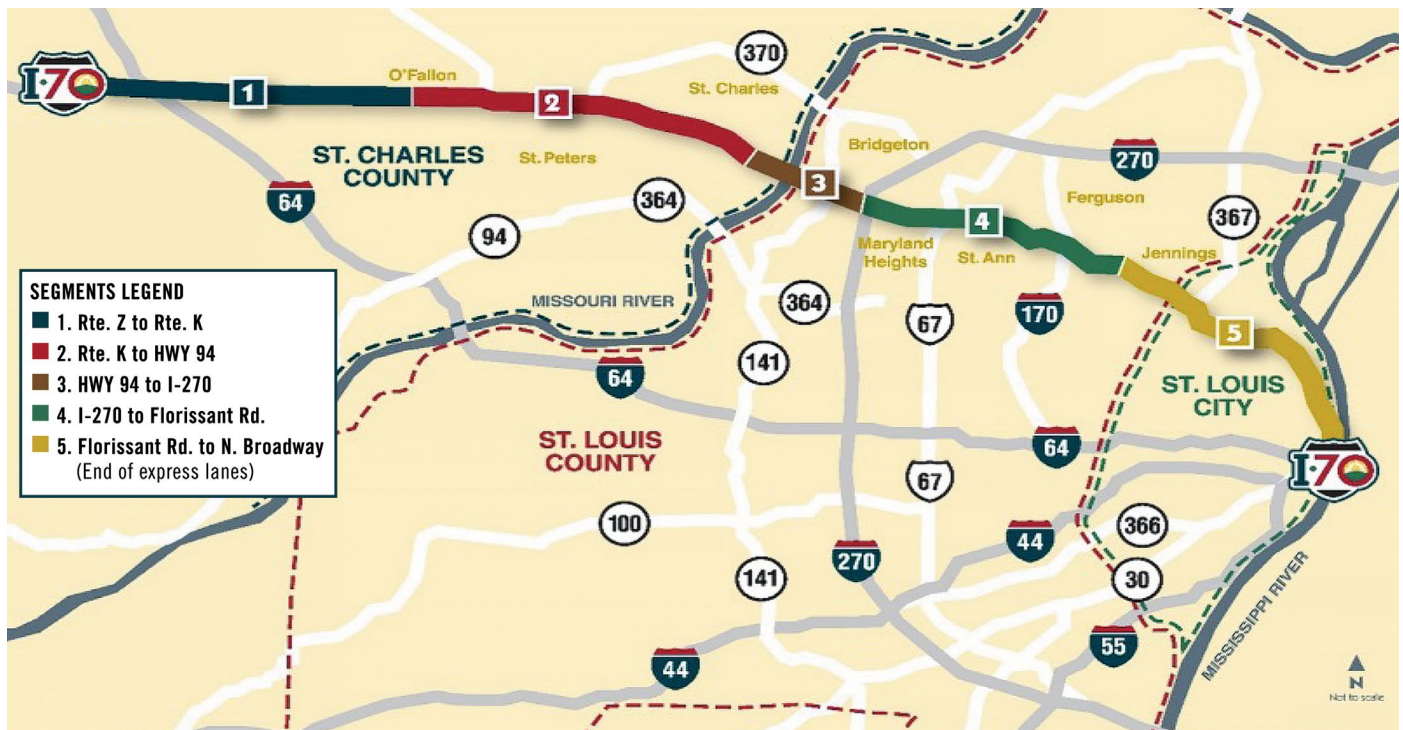 I-70
1
O'Fallon
2
370
St. Charles
ST. CHARLES
COUNTY
St. Peters
Bridgeton
270
3
64
364
94
Ferguson
367
4
Maryland
Heights
St. Ann
Jennings
SEGMENTS LEGEND
1. Rte. Z to Rte. K
2. Rte. K to HWY 94
3. HWY 94 to I-270
4. I-270 to Florissant Rd.
5. Florissant Rd. to N. Broadway
(End of express lanes)
MISSOURI RIVER
364
67
170
5
141
64
ST. LOUIS
CITY
ST. LOUIS
COUNTY
64
I-70
67
100
44
366
270
141
30
55
44
MISSISSIPPI RIVER
N
Not to scale